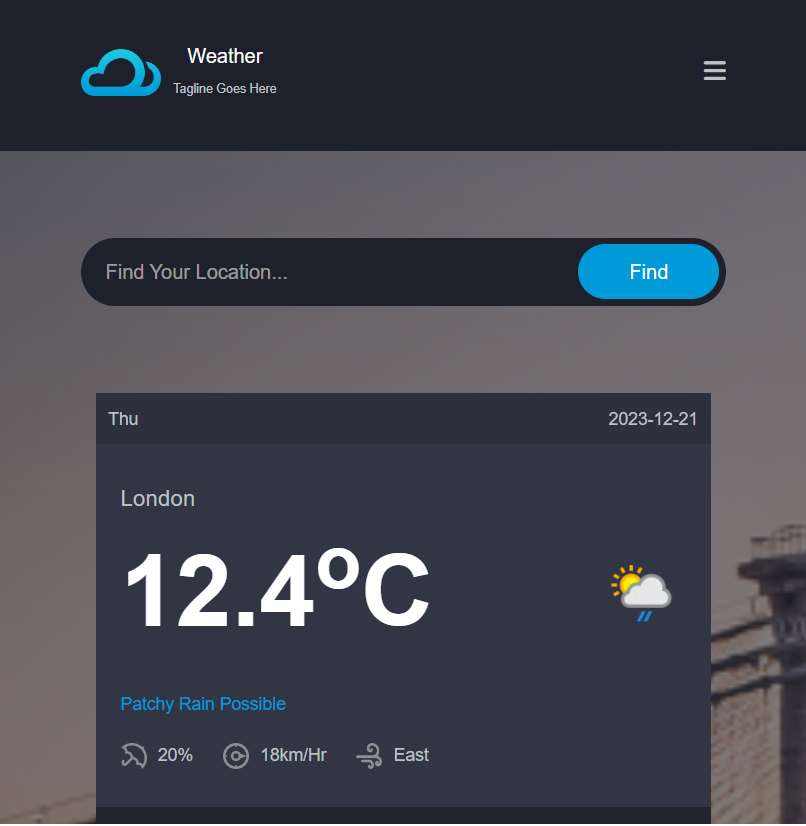 Weather
Tagline Goes Here
Find Your Location...
Find
Thu
2023-12-21
London
12.4°C
Patchy Rain Possible
20%
18km/Hr
East